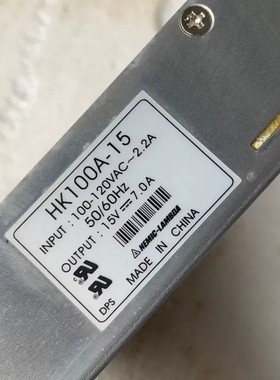 HK100A-15
INPUT : 100-120VAC~2.2A
50/60HZ
OUTPUT : 15V⎓7.0A
NEMIC-LAMBDA
DPS MADE IN CHINA